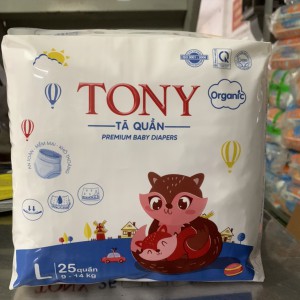 TONY
Organic
TÃ QUẦN
PREMIUM BABY DIAPERS
L
25 quần
9 - 14 kg